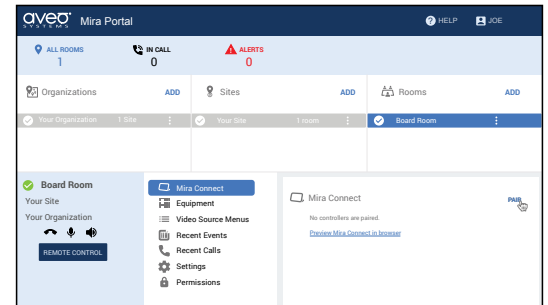 aveo SYSTEMS Mira Portal HELP JOE
ALL ROOMS IN CALL ALERTS
1 0 0
Organizations ADD Sites ADD Rooms ADD
Your Organization 1 Site Your Site 1 room Board Room
Board Room
Your Site
Your Organization
REMOTE CONTROL
Mira Connect
Equipment
Video Source Menus
Recent Events
Recent Calls
Settings
Permissions
Mira Connect PAIR
No controllers are paired.
Preview Mira Connect in browser